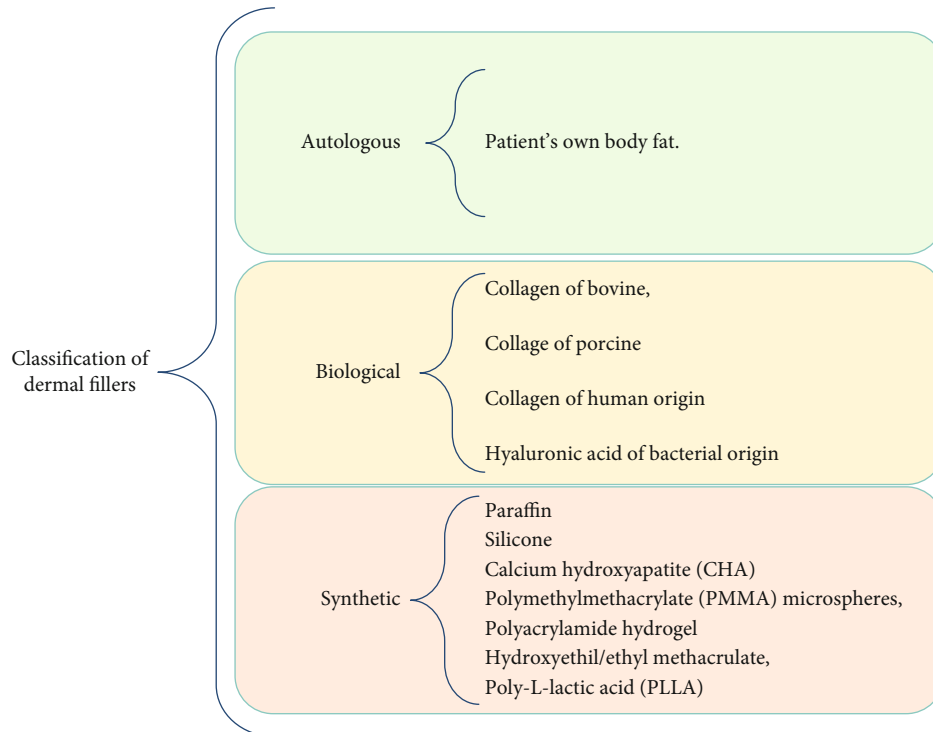 Classification of
dermal fillers
Autologous
Patient's own body fat.
Biological
Collagen of bovine,
Collage of porcine
Collagen of human origin
Hyaluronic acid of bacterial origin
Synthetic
Paraffin
Silicone
Calcium hydroxyapatite (CHA)
Polymethylmethacrylate (PMMA) microspheres,
Polyacrylamide hydrogel
Hydroxyethil/ethyl methacrulate,
Poly-L-lactic acid (PLLA)